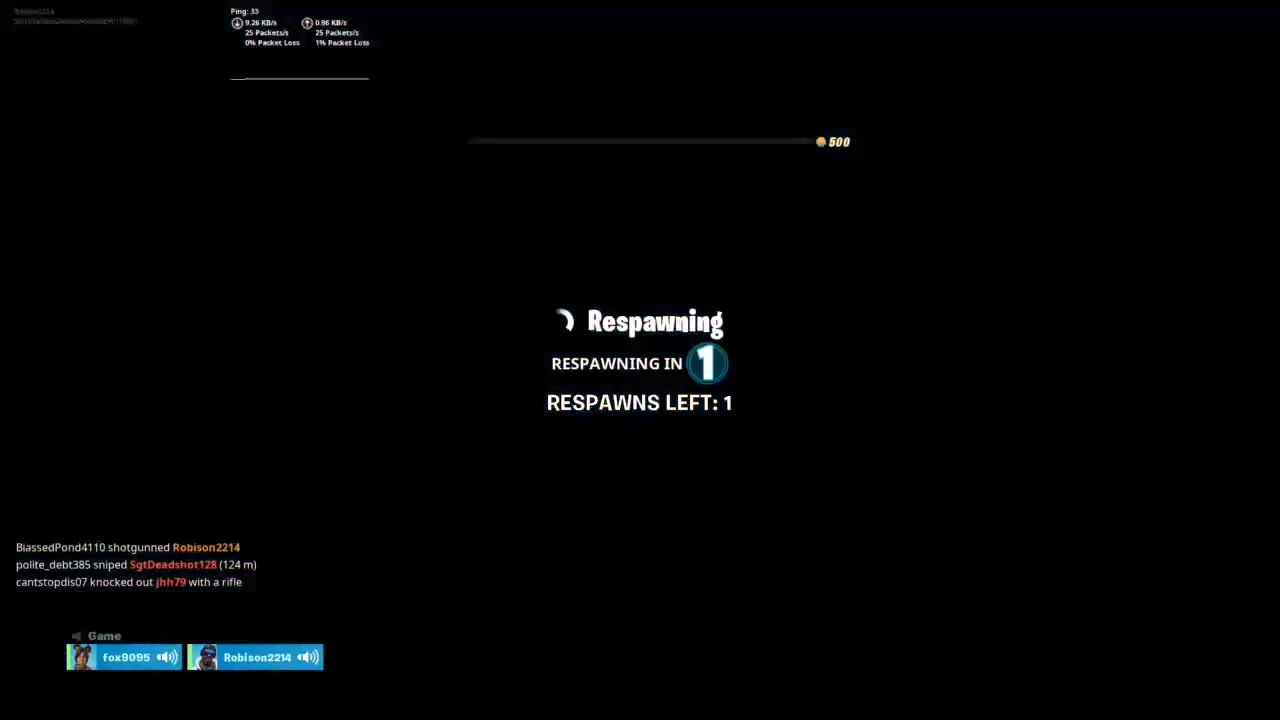 Ping: 33
9.26 KB/s 0.96 KB/s
25 Packets/s 25 Packets/s
0% Packet Loss 1% Packet Loss
500
Respawning
RESPAWNING IN 1
RESPAWNS LEFT: 1
BiassedPond4110 shotgunned Robison2214
polite_debt385 sniped SgtDeadshot128 (124 m)
cantstopdis07 knocked out jhh79 with a rifle
Game
fox9095 Robison2214